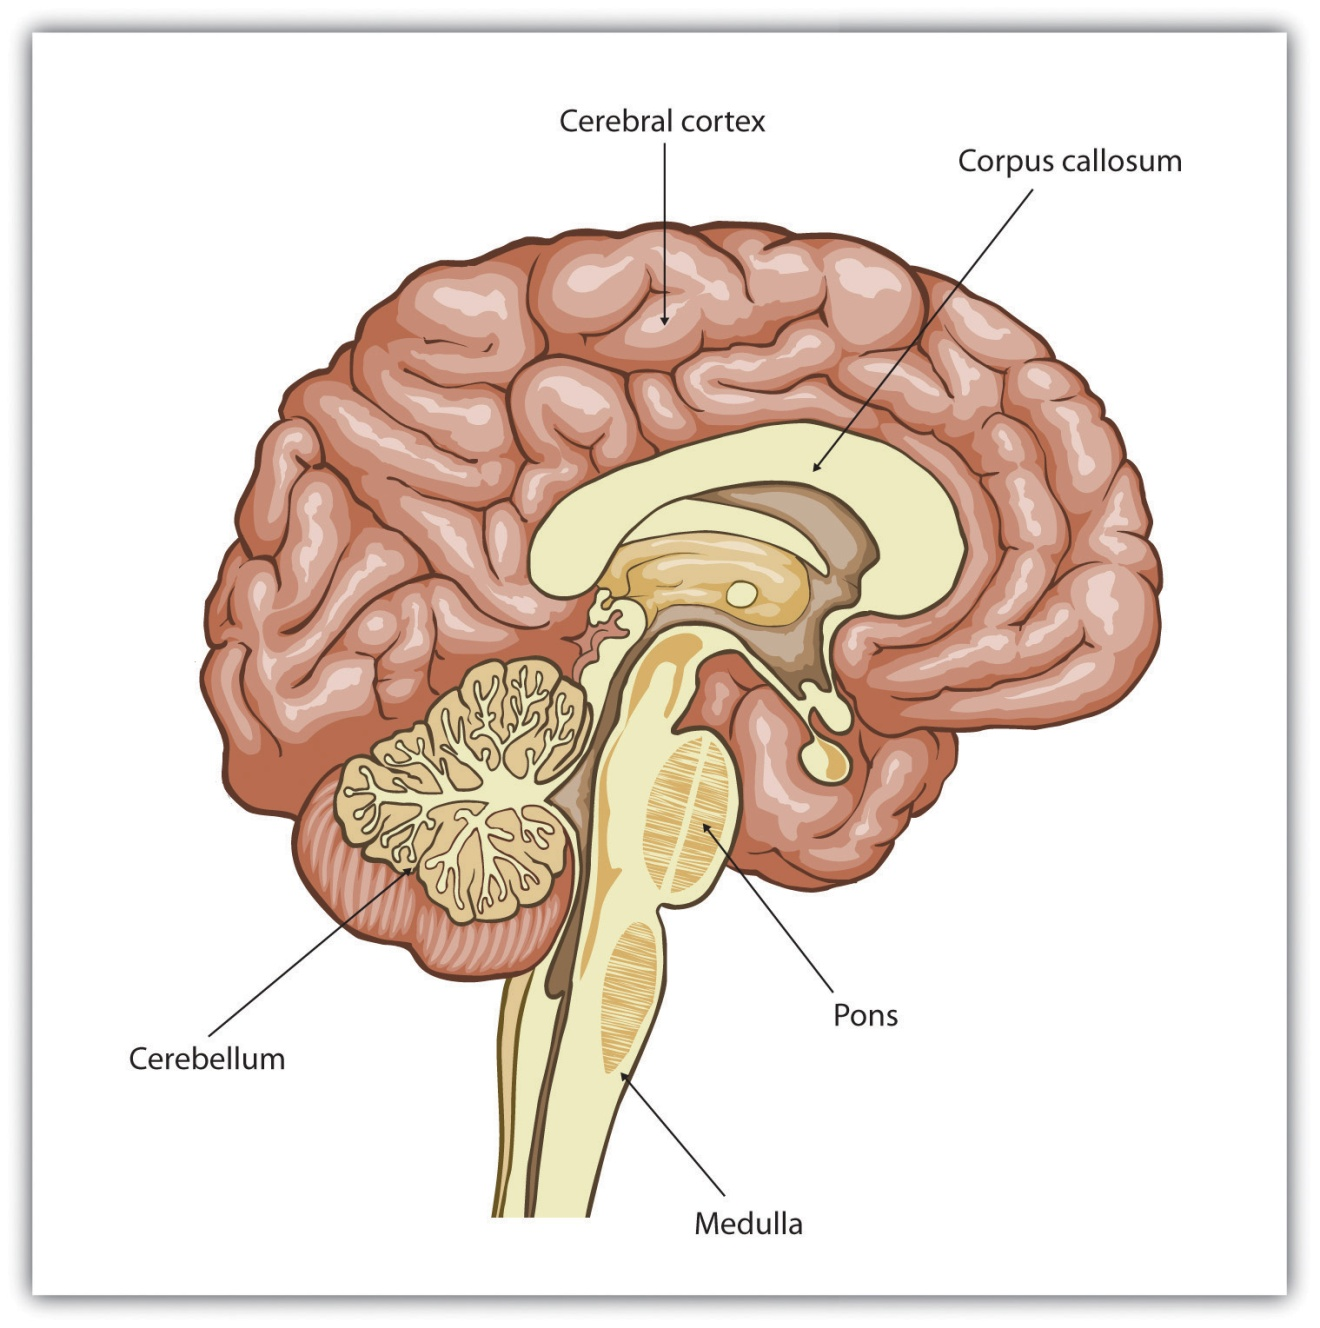 Cerebral cortex
Corpus callosum
Pons
Cerebellum
Medulla